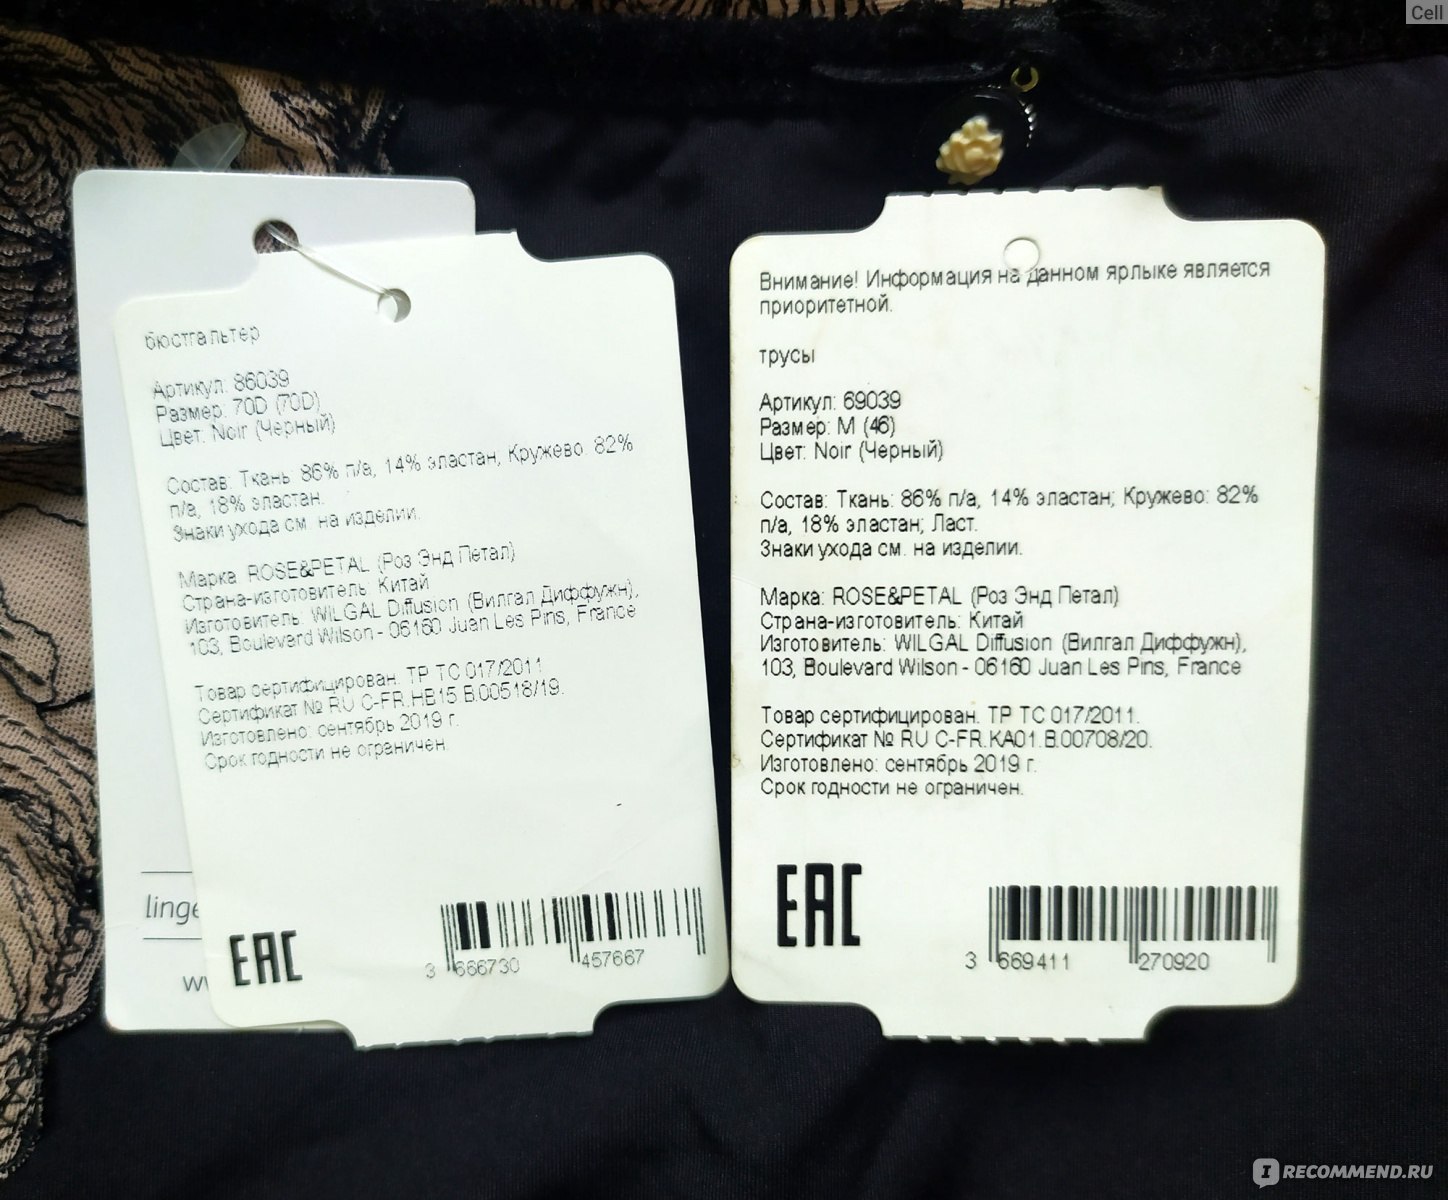 Cell
бюстгальтер
Артикул: 86039
Размер: 70D (70D)
Цвет: Noir (Черный)
Состав: Ткань: 86% п/а, 14% эластан, Кружево: 82%
п/а, 18% эластан.
Знаки ухода см. на изделии.
Марка: ROSE&PETAL (Роз Энд Петал)
Страна-изготовитель: Китай
Изготовитель: WILGAL Diffusion (Вилгал Диффужн),
103, Boulevard Wilson - 06160 Juan Les Pins, France
Товар сертифицирован. ТР ТС 017/2011.
Сертификат № RU C-FR.HB15.B.00518/19.
Изготовлено: сентябрь 2019 г.
Срок годности не ограничен.
EAC
3 666730 457667
Внимание! Информация на данном ярлыке является
приоритетной.
трусы
Артикул: 69039
Размер: M (46)
Цвет: Noir (Черный)
Состав: Ткань: 86% п/а, 14% эластан; Кружево: 82%
п/а, 18% эластан; Ласт.
Знаки ухода см. на изделии.
Марка: ROSE&PETAL (Роз Энд Петал)
Страна-изготовитель: Китай
Изготовитель: WILGAL Diffusion (Вилгал Диффужн),
103, Boulevard Wilson - 06160 Juan Les Pins, France
Товар сертифицирован. ТР ТС 017/2011.
Сертификат № RU C-FR.KA01.B.00708/20.
Изготовлено: сентябрь 2019 г.
Срок годности не ограничен.
EAC
3 669411 270920
RECOMMEND.RU